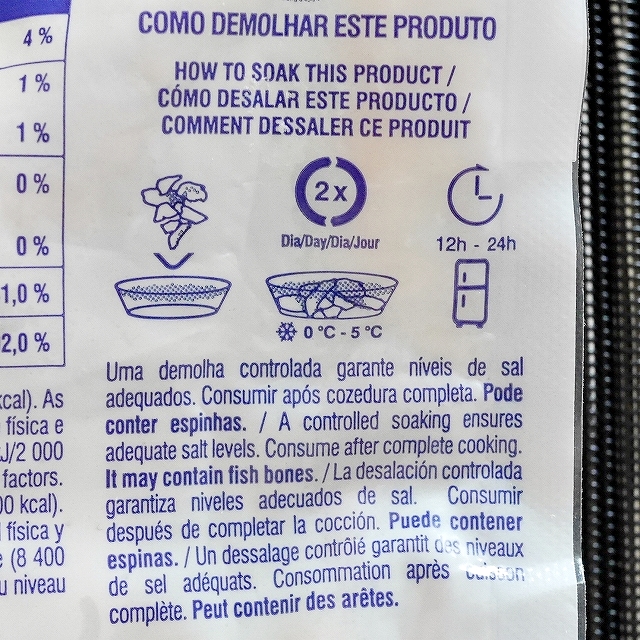 COMO DEMOLHAR ESTE PRODUTO
HOW TO SOAK THIS PRODUCT /
CÓMO DESALAR ESTE PRODUCTO /
COMMENT DESSALER CE PRODUIT
4 %
1 %
1 %
0 %
0 %
1,0 %
2,0 %
2x
Dia/Day/Dia/Jour
12h - 24h
0 °C - 5 °C
Uma demolha controlada garante níveis de sal
adequados. Consumir após cozedura completa. Pode
conter espinhas. / A controlled soaking ensures
adequate salt levels. Consume after complete cooking.
It may contain fish bones. / La desalación controlada
garantiza niveles adecuados de sal. Consumir
después de completar la cocción. Puede contener
espinas. / Un dessalage contrôlé garantit des niveaux
de sel adéquats. Consommation après cuisson
complète. Peut contenir des arêtes.
kcal). As
física e
J/2 000
factors.
00 kcal).
física y
(8 400
niveau